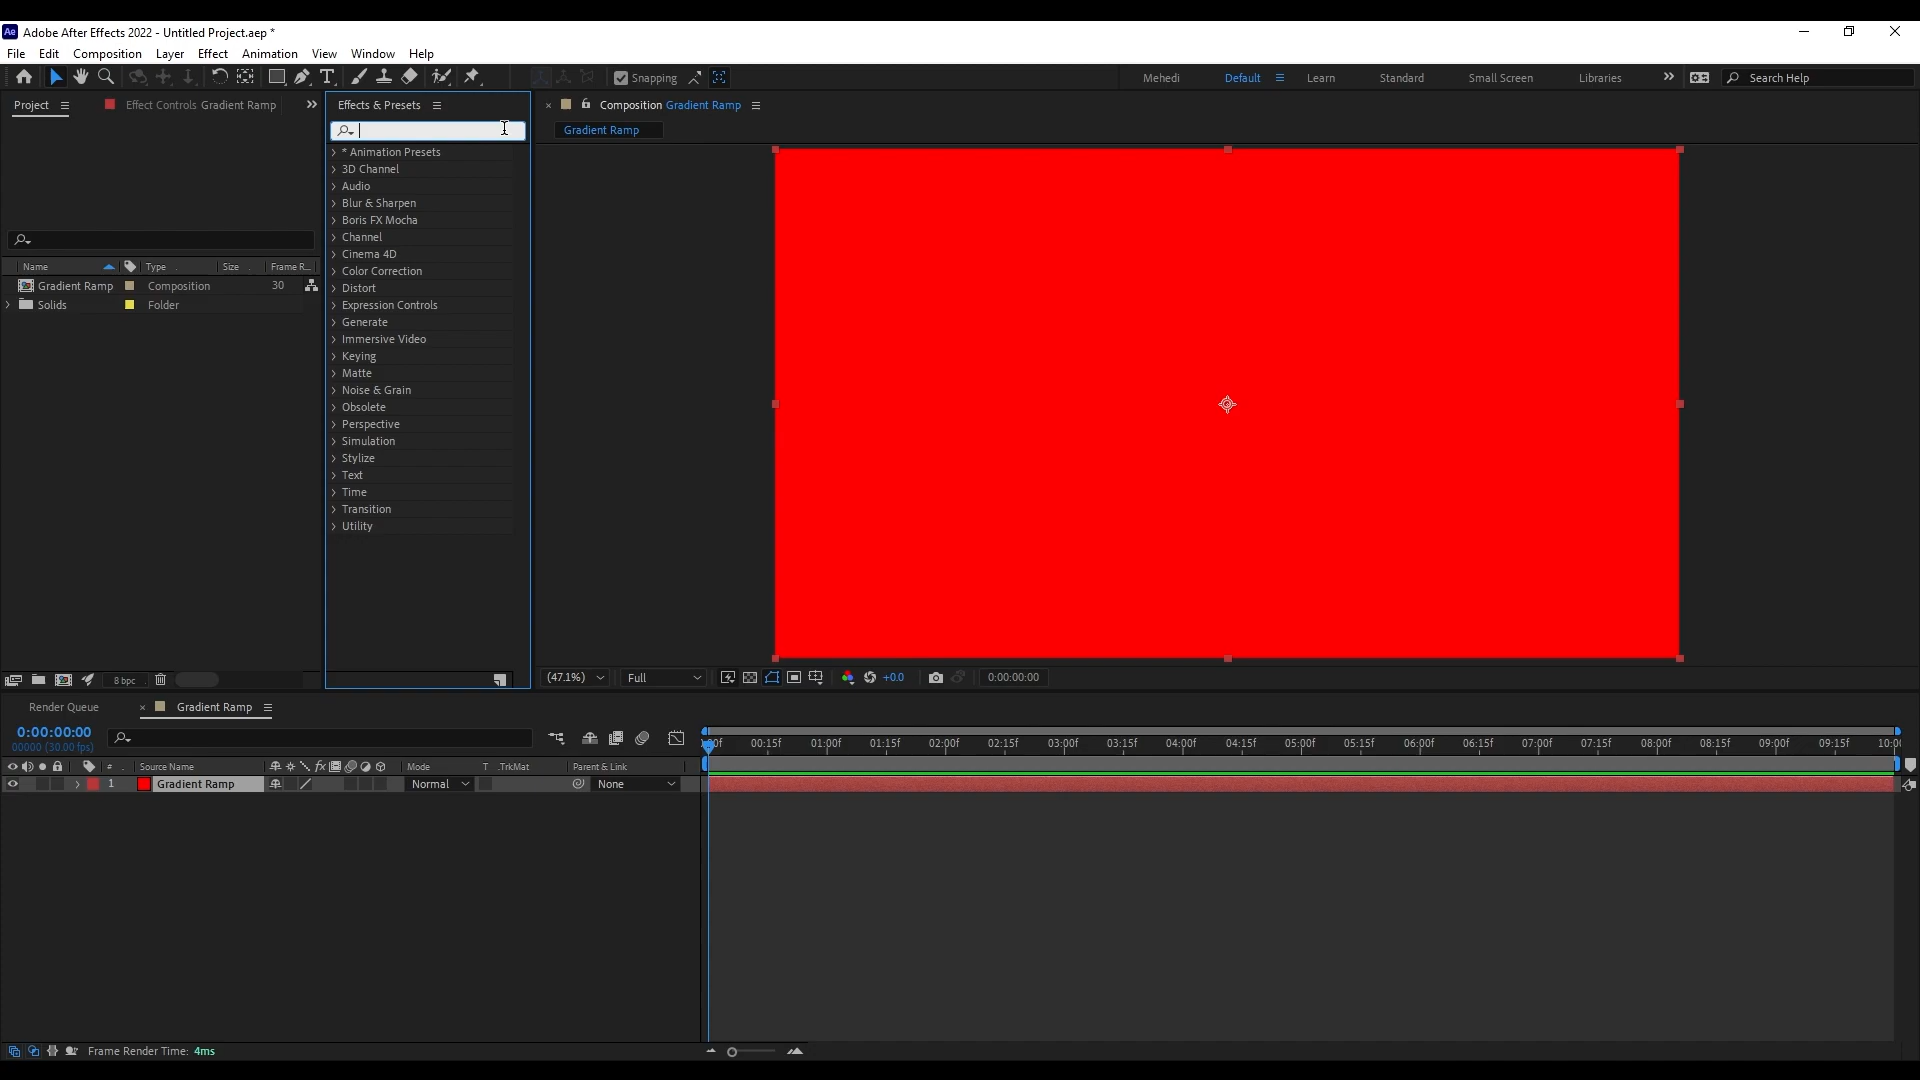 Ae Adobe After Effects 2022 - Untitled Project.aep *
File Edit Composition Layer Effect Animation View Window Help
Snapping Mehedi Default Learn Standard Small Screen Libraries Search Help
Project Effect Controls Gradient Ramp
Name Type Size Frame R...
Gradient Ramp Composition 30
Solids Folder
8 bpc
Effects & Presets
* Animation Presets
3D Channel
Audio
Blur & Sharpen
Boris FX Mocha
Channel
Cinema 4D
Color Correction
Distort
Expression Controls
Generate
Immersive Video
Keying
Matte
Noise & Grain
Obsolete
Perspective
Simulation
Stylize
Text
Time
Transition
Utility
Composition Gradient Ramp
Gradient Ramp
(47.1%) Full +0.0 0:00:00:00
Render Queue Gradient Ramp
0:00:00:00
00000 (30.00 fps)
00:15f 01:00f 01:15f 02:00f 02:15f 03:00f 03:15f 04:00f 04:15f 05:00f 05:15f 06:00f 06:15f 07:00f 07:15f 08:00f 08:15f 09:00f 09:15f
# Source Name fx Mode T .TrkMat Parent & Link
1 Gradient Ramp Normal None
Frame Render Time: 4ms